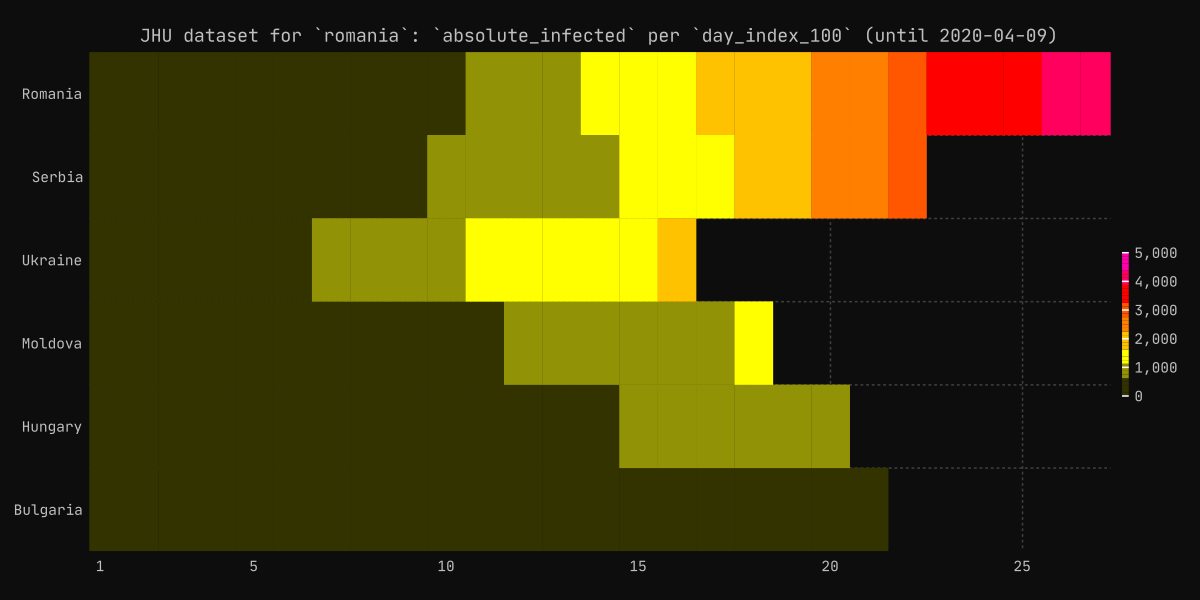 JHU dataset for `romania`: `absolute_infected` per `day_index_100` (until 2020-04-09)
Romania
Serbia
Ukraine
Moldova
Hungary
Bulgaria
5,000
4,000
3,000
2,000
1,000
0
1 5 10 15 20 25